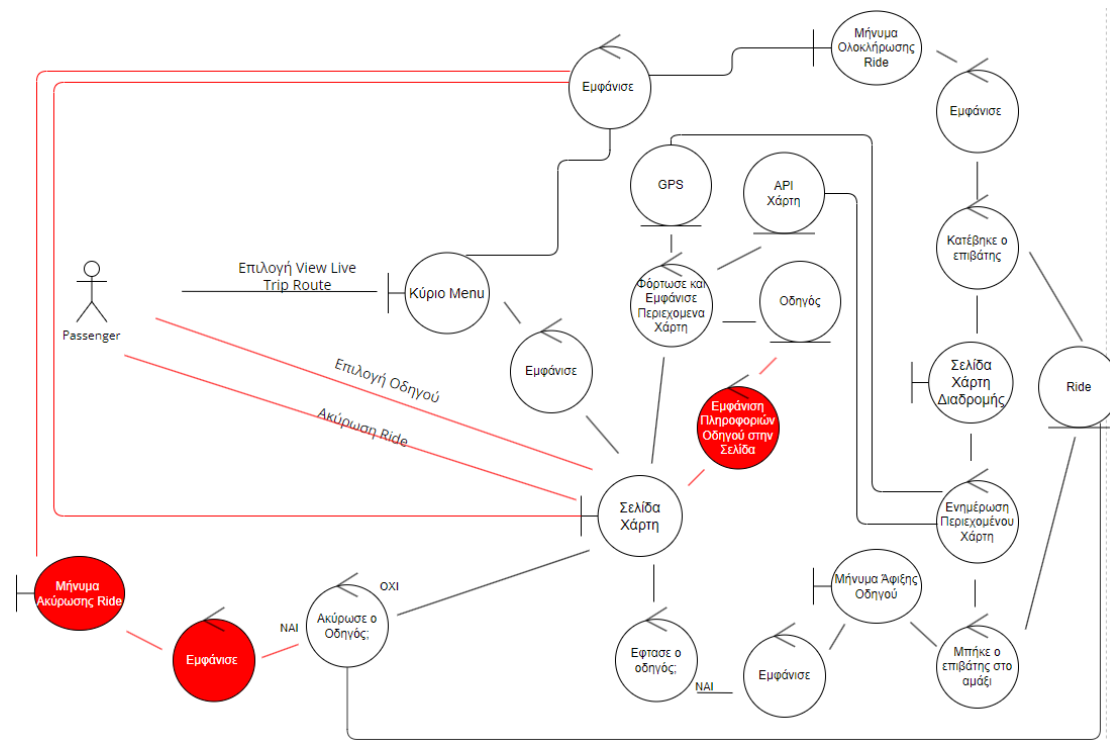 Μήνυμα
Ολοκλήρωσης
Ride
Εμφάνισε
Εμφάνισε
GPS
API
Χάρτη
Κατέβηκε ο
επιβάτης
Επιλογή View Live
Trip Route
Κύριο Menu
Φόρτωσε και
Εμφάνισε
Περιεχομενα
Χάρτη
Οδηγός
Passenger
Εμφάνισε
Σελίδα
Χάρτη
Διαδρομής
Ride
Επιλογή Οδηγού
Ακύρωση Ride
Εμφάνιση
Πληροφοριών
Οδηγού στην
Σελίδα
Σελίδα
Χάρτη
Ενημέρωση
Περιεχομένου
Χάρτη
Μήνυμα
Ακύρωσης Ride
ΟΧΙ
Μήνυμα Άφιξης
Οδηγού
ΝΑΙ
Ακύρωσε ο
Οδηγός;
Εμφάνισε
Εφτασε ο
οδηγός;
ΝΑΙ
Εμφάνισε
Μπήκε ο
επιβάτης στο
αμάξι